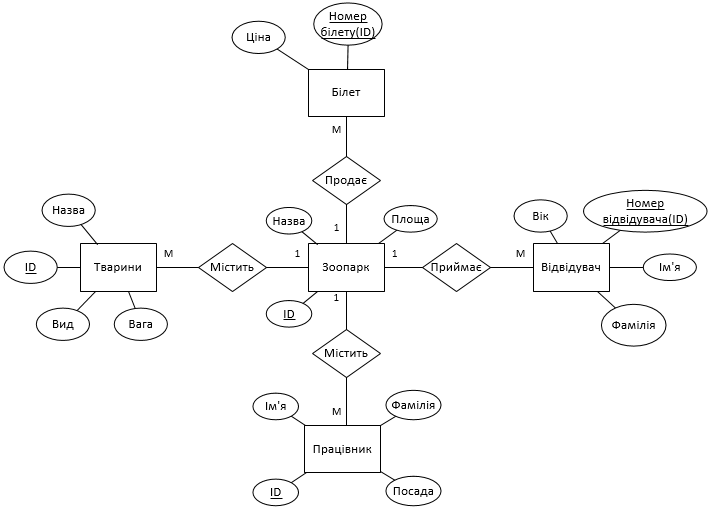 Номер
білету(ID)
Ціна
Білет
М
Продає
1
Назва
Назва
Площа
Вік
Номер
відвідувача(ID)
ID
Тварини
М
Містить
1
Зоопарк
1
Приймає
М
Відвідувач
Ім'я
ID
1
Вид
Вага
Фамілія
Містить
Ім'я
М
Фамілія
Працівник
ID
Посада